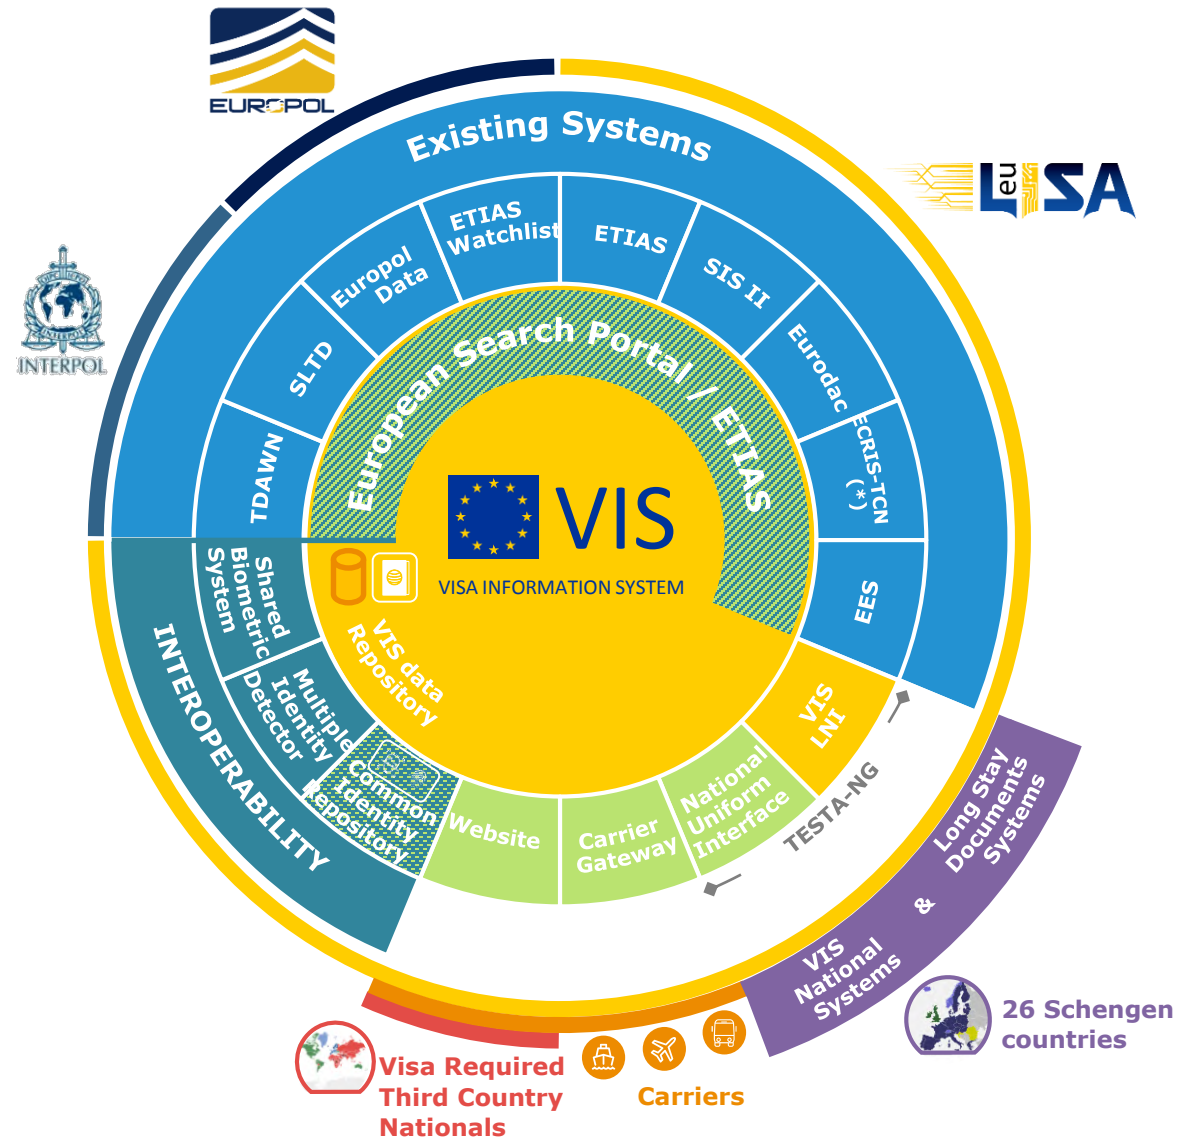 EUROPOL
Existing Systems
eu LISA
INTERPOL
TDAWN
SLTD
Europol
Data
ETIAS
Watchlist
ETIAS
SIS II
Eurodac
ECRIS-TCN
(*)
EES
European Search Portal / ETIAS
VIS
VISA INFORMATION SYSTEM
VIS data
Repository
INTEROPERABILITY
Shared
Biometric
System
Multiple
Identity
Detector
Common
Identity
Repository
Website
Carrier
Gateway
National
Uniform
Interface
VIS
LNI
TESTA-NG
Long Stay
Documents
Systems
&
VIS
National
Systems
26 Schengen
countries
Visa Required
Third Country
Nationals
Carriers